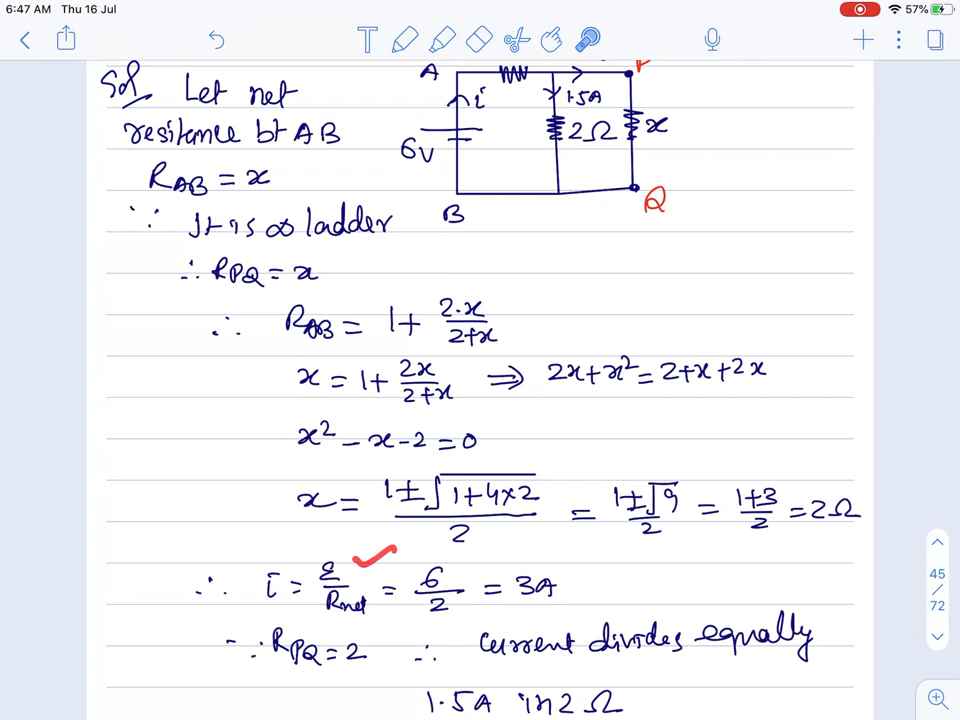 6:47 AM Thu 16 Jul
57%
T
Sol. Let net
resitance bt AB
R_AB = x
∵ It is ∞ ladder
∴ R_PQ = x
A
i
1.5A
6V
2Ω
x
B
Q
∴ R_AB = 1 + 2·x/2+x
x = 1 + 2x/2+x ⇒ 2x + x² = 2 + x + 2x
x² - x - 2 = 0
x = 1 ± √1+4×2/2 = 1 ± √9/2 = 1+3/2 = 2Ω
∴ i = ε/Rnet = 6/2 = 3A
∵ R_PQ = 2 ∴ current divides equally
1.5A in 2Ω
45
/
72